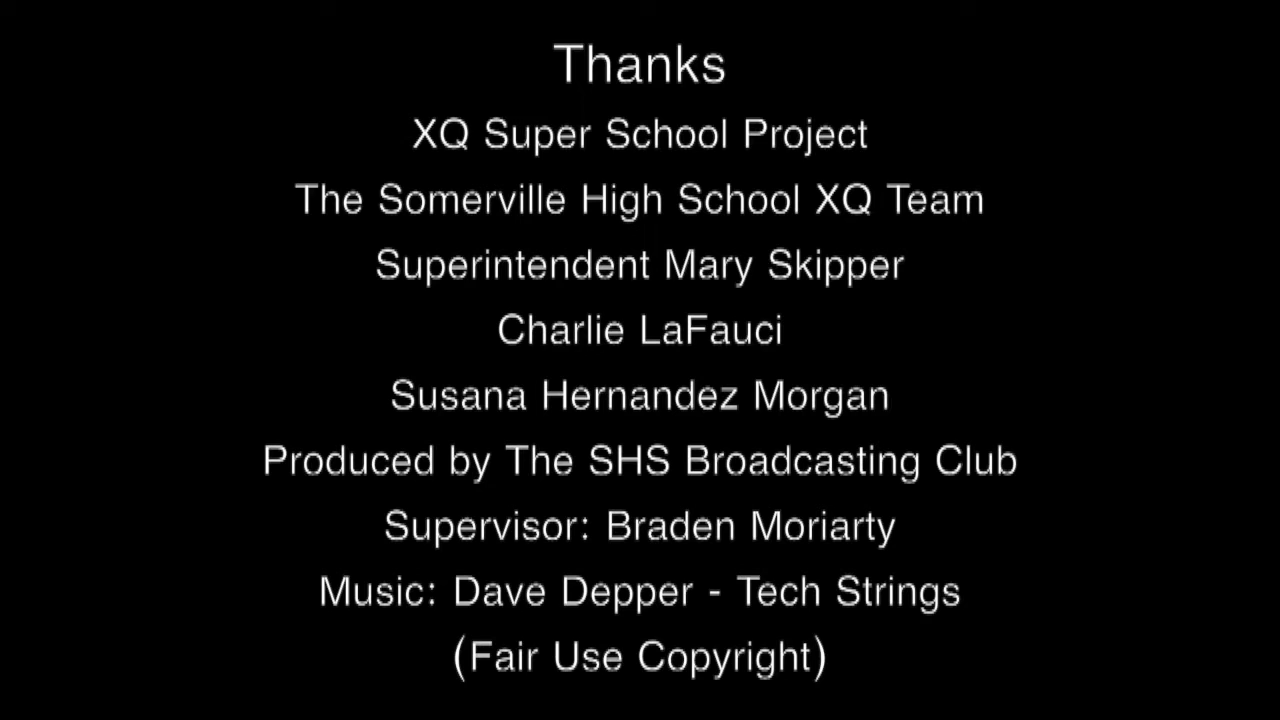 Thanks
XQ Super School Project
The Somerville High School XQ Team
Superintendent Mary Skipper
Charlie LaFauci
Susana Hernandez Morgan
Produced by The SHS Broadcasting Club
Supervisor: Braden Moriarty
Music: Dave Depper - Tech Strings
(Fair Use Copyright)